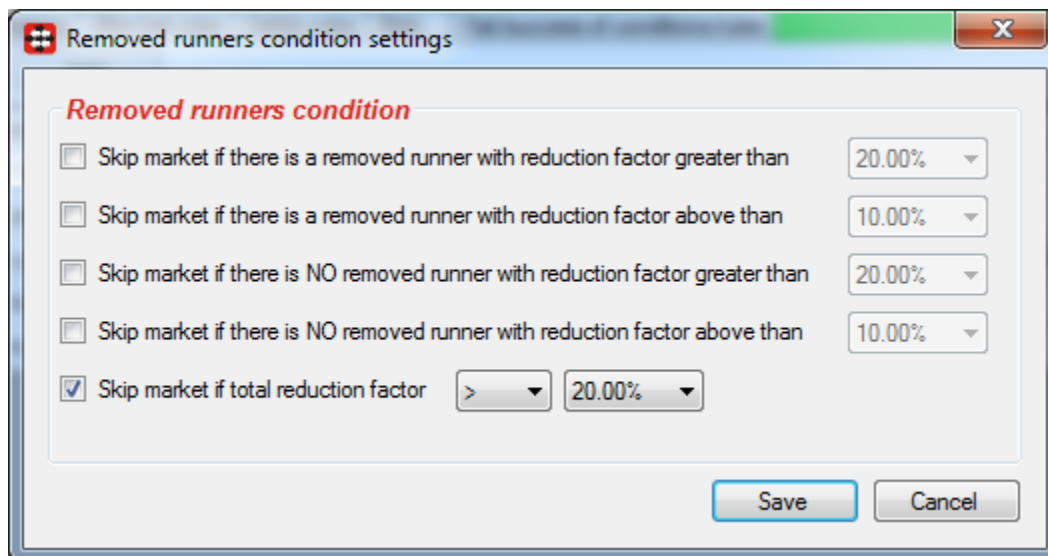 Removed runners condition settings
Removed runners condition
Skip market if there is a removed runner with reduction factor greater than 20.00%
Skip market if there is a removed runner with reduction factor above than 10.00%
Skip market if there is NO removed runner with reduction factor greater than 20.00%
Skip market if there is NO removed runner with reduction factor above than 10.00%
Skip market if total reduction factor > 20.00%
Save Cancel